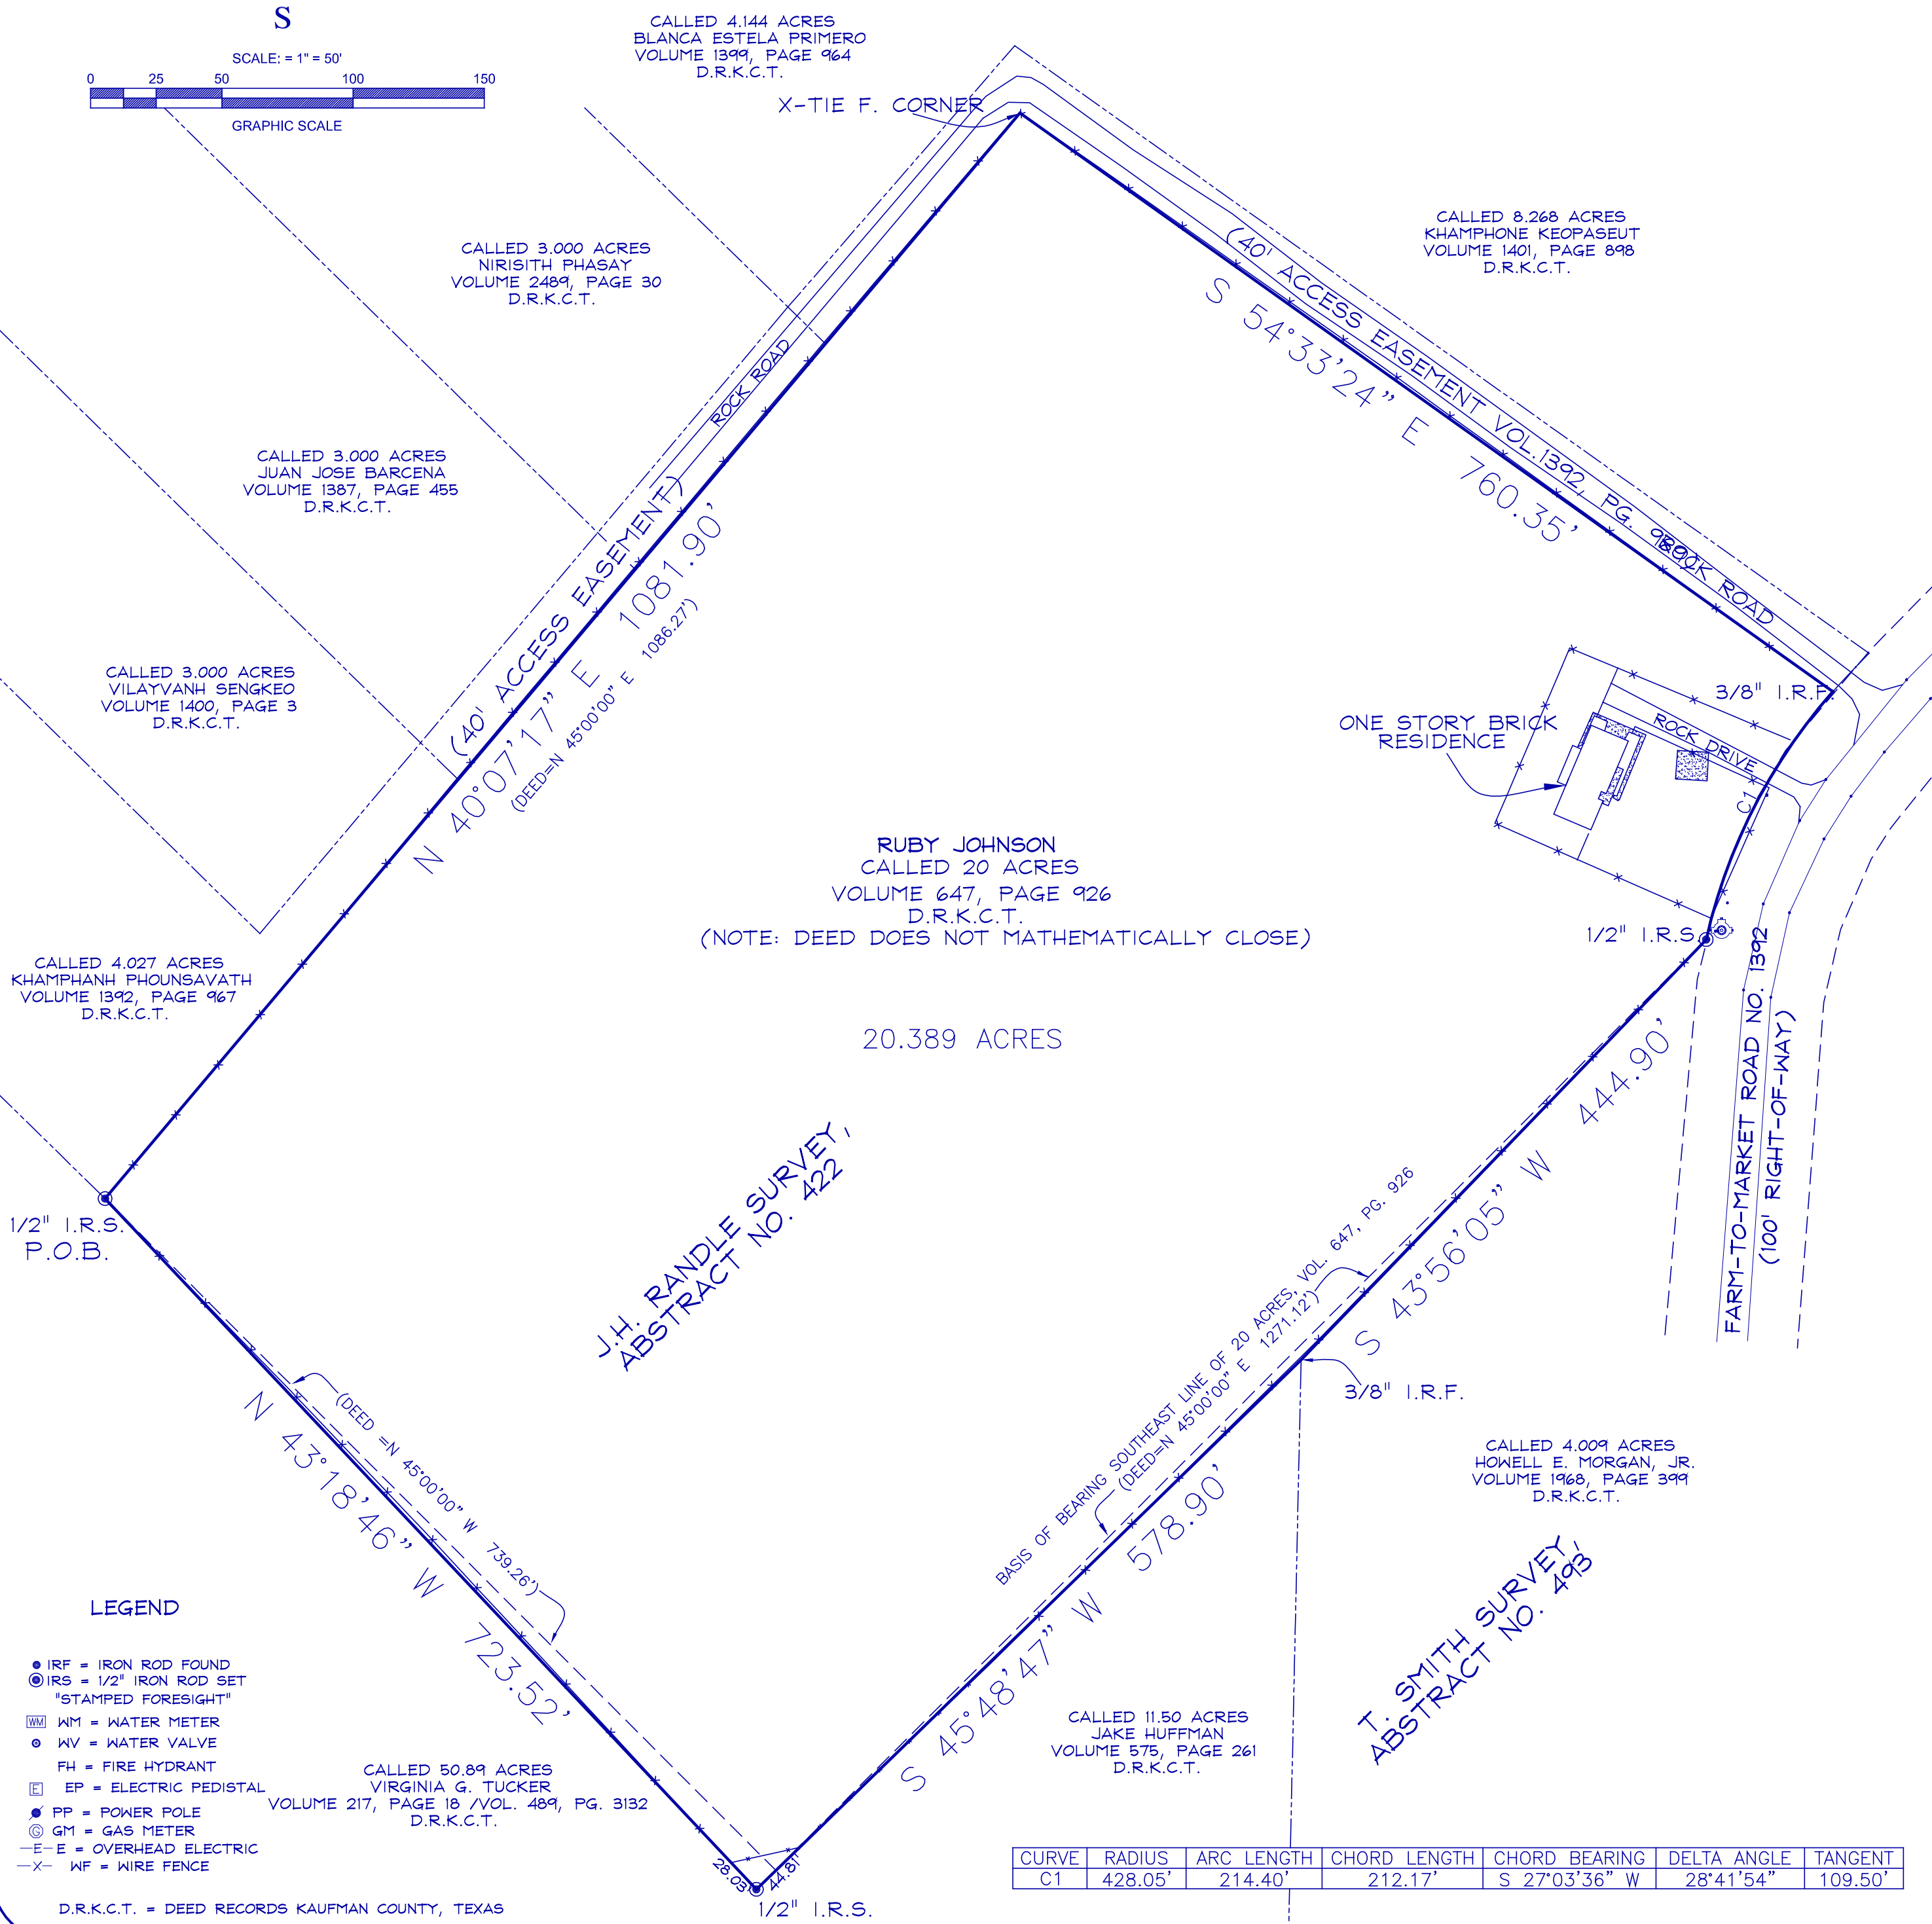 S
SCALE: = 1" = 50'
0 25 50 100 150
GRAPHIC SCALE
CALLED 4.144 ACRES
BLANCA ESTELA PRIMERO
VOLUME 1399, PAGE 964
D.R.K.C.T.
X-TIE F. CORNER
CALLED 8.268 ACRES
KHAMPHONE KEOPASEUT
VOLUME 1401, PAGE 898
D.R.K.C.T.
CALLED 3.000 ACRES
NIRISITH PHASAY
VOLUME 2489, PAGE 30
D.R.K.C.T.
(40' ACCESS EASEMENT VOL.1392, PG.
ROCK ROAD
S 54°33'24" E 760.35'
ROCK ROAD
CALLED 3.000 ACRES
JUAN JOSE BARCENA
VOLUME 1387, PAGE 455
D.R.K.C.T.
(40' ACCESS EASEMENT)
N 40°07'17" E 1081.90'
(DEED=N 45°00'00" E 1086.27')
CALLED 3.000 ACRES
VILAYVANH SENGKEO
VOLUME 1400, PAGE 3
D.R.K.C.T.
3/8" I.R.F.
ONE STORY BRICK
RESIDENCE
ROCK DRIVE
C1
RUBY JOHNSON
CALLED 20 ACRES
VOLUME 647, PAGE 926
D.R.K.C.T.
(NOTE: DEED DOES NOT MATHEMATICALLY CLOSE)
1/2" I.R.S.
CALLED 4.027 ACRES
KHAMPHANH PHOUNSAVATH
VOLUME 1392, PAGE 967
D.R.K.C.T.
20.389 ACRES
FARM-TO-MARKET ROAD NO. 1392
(100' RIGHT-OF-WAY)
S 43°56'05" W 444.90'
J.H. RANDLE SURVEY,
ABSTRACT NO. 422
1/2" I.R.S.
P.O.B.
BASIS OF BEARING SOUTHEAST LINE OF 20 ACRES, VOL. 647, PG. 926
(DEED=N 45°00'00" E 1271.12')
3/8" I.R.F.
S 45°48'47" W 578.90'
(DEED =N 45°00'00" W 739.26')
N 43°18'46" W 723.52'
CALLED 4.009 ACRES
HOWELL E. MORGAN, JR.
VOLUME 1968, PAGE 399
D.R.K.C.T.
T. SMITH SURVEY,
ABSTRACT NO. 493
CALLED 11.50 ACRES
JAKE HUFFMAN
VOLUME 575, PAGE 261
D.R.K.C.T.
CALLED 50.89 ACRES
VIRGINIA G. TUCKER
VOLUME 217, PAGE 18 /VOL. 489, PG. 3132
D.R.K.C.T.
28.03'
44.81'
1/2" I.R.S.
LEGEND
IRF = IRON ROD FOUND
IRS = 1/2" IRON ROD SET
"STAMPED FORESIGHT"
WM WM = WATER METER
WV = WATER VALVE
FH = FIRE HYDRANT
E EP = ELECTRIC PEDISTAL
PP = POWER POLE
G GM = GAS METER
—E—E = OVERHEAD ELECTRIC
—X— WF = WIRE FENCE
D.R.K.C.T. = DEED RECORDS KAUFMAN COUNTY, TEXAS
CURVE RADIUS ARC LENGTH CHORD LENGTH CHORD BEARING DELTA ANGLE TANGENT
C1 428.05' 214.40' 212.17' S 27°03'36" W 28°41'54" 109.50'